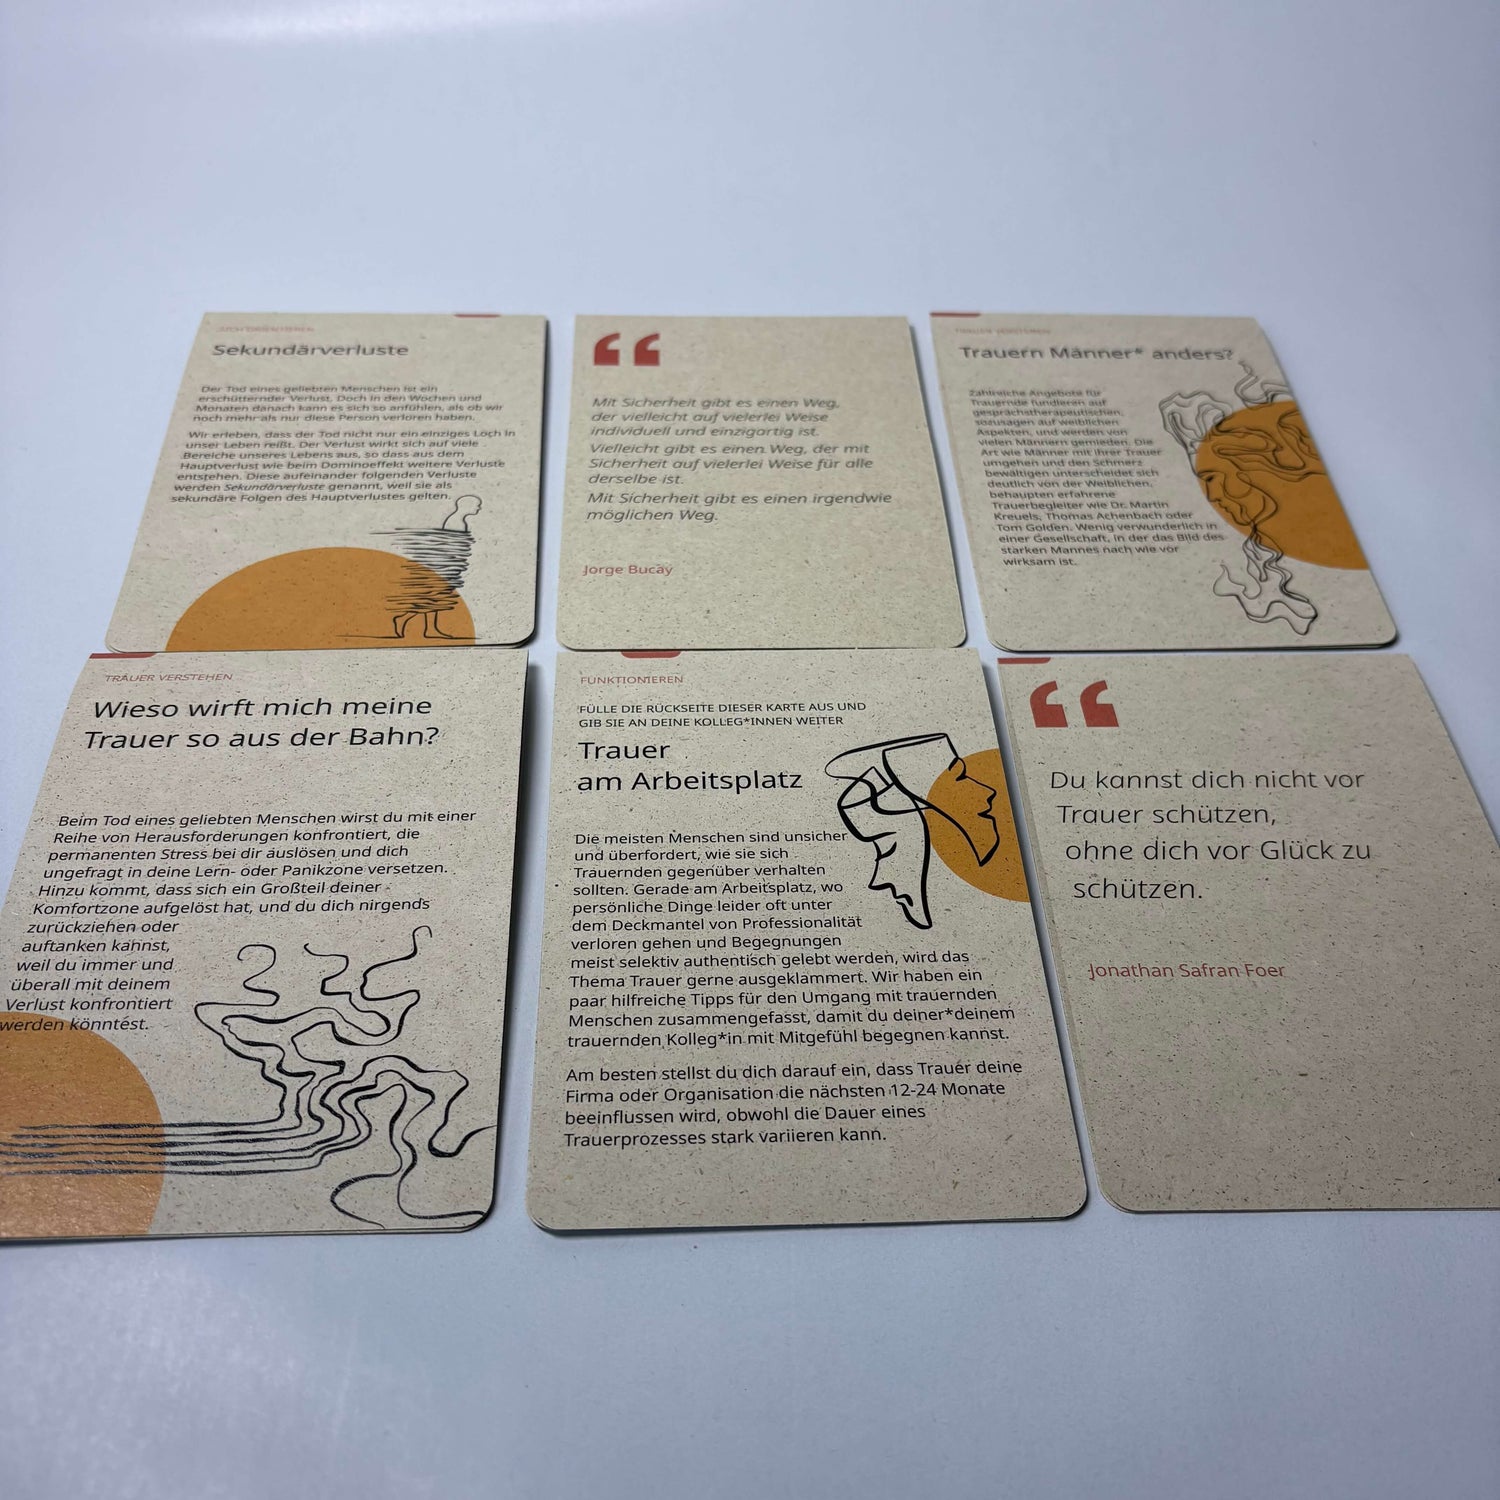 SICH ORIENTIEREN
Sekundärverluste
Der Tod eines geliebten Menschen ist ein
erschütternder Verlust. Doch in den Wochen und
Monaten danach kann es sich so anfühlen, als ob wir
noch mehr als nur diese Person verloren haben.
Wir erleben, dass der Tod nicht nur ein einziges Loch in
unser Leben reißt. Der Verlust wirkt sich auf viele
Bereiche unseres Lebens aus, so dass aus dem
Hauptverlust wie beim Dominoeffekt weitere Verluste
entstehen. Diese aufeinander folgenden Verluste
werden Sekundärverluste genannt, weil sie als
sekundäre Folgen des Hauptverlustes gelten.
“
Mit Sicherheit gibt es einen Weg,
der vielleicht auf vielerlei Weise
individuell und einzigartig ist.
Vielleicht gibt es einen Weg, der mit
Sicherheit auf vielerlei Weise für alle
derselbe ist.
Mit Sicherheit gibt es einen irgendwie
möglichen Weg.
Jorge Bucay
TRAUER VERSTEHEN
Trauern Männer* anders?
Zahlreiche Angebote für
Trauernde fundieren auf
gesprächstherapeutischen,
sozusagen auf weiblichen
Aspekten, und werden von
vielen Männern gemieden. Die
Art wie Männer mit ihrer Trauer
umgehen und den Schmerz
bewältigen unterscheidet sich
deutlich von der Weiblichen,
behaupten erfahrene
Trauerbegleiter wie Dr. Martin
Kreuels, Thomas Achenbach oder
Tom Golden. Wenig verwunderlich in
einer Gesellschaft, in der das Bild des
starken Mannes nach wie vor
wirksam ist.
TRAUER VERSTEHEN
Wieso wirft mich meine
Trauer so aus der Bahn?
Beim Tod eines geliebten Menschen wirst du mit einer
Reihe von Herausforderungen konfrontiert, die
permanenten Stress bei dir auslösen und dich
ungefragt in deine Lern- oder Panikzone versetzen.
Hinzu kommt, dass sich ein Großteil deiner
Komfortzone aufgelöst hat, und du dich nirgends
zurückziehen oder
auftanken kannst,
weil du immer und
überall mit deinem
Verlust konfrontiert
werden könntest.
FUNKTIONIEREN
FÜLLE DIE RÜCKSEITE DIESER KARTE AUS UND
GIB SIE AN DEINE KOLLEG*INNEN WEITER
Trauer
am Arbeitsplatz
Die meisten Menschen sind unsicher
und überfordert, wie sie sich
Trauernden gegenüber verhalten
sollten. Gerade am Arbeitsplatz, wo
persönliche Dinge leider oft unter
dem Deckmantel von Professionalität
verloren gehen und Begegnungen
meist selektiv authentisch gelebt werden, wird das
Thema Trauer gerne ausgeklammert. Wir haben ein
paar hilfreiche Tipps für den Umgang mit trauernden
Menschen zusammengefasst, damit du deiner*deinem
trauernden Kolleg*in mit Mitgefühl begegnen kannst.
Am besten stellst du dich darauf ein, dass Trauer deine
Firma oder Organisation die nächsten 12-24 Monate
beeinflussen wird, obwohl die Dauer eines
Trauerprozesses stark variieren kann.
“
Du kannst dich nicht vor
Trauer schützen,
ohne dich vor Glück zu
schützen.
Jonathan Safran Foer